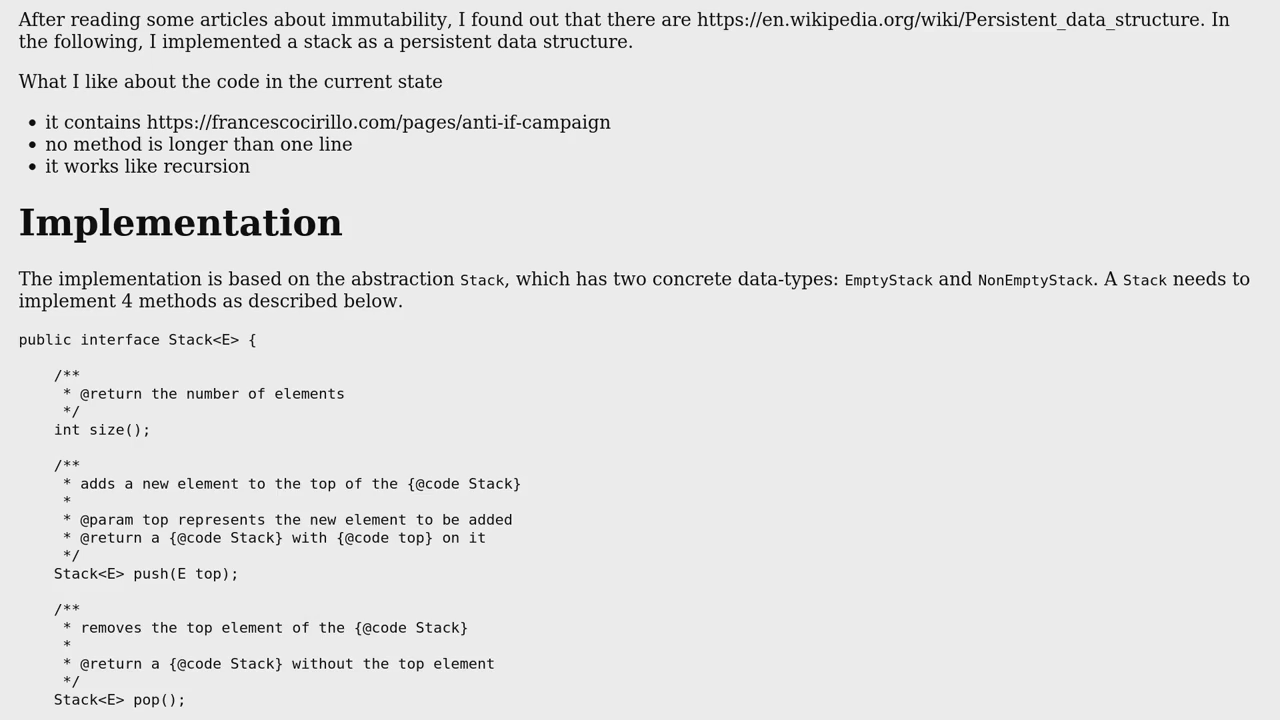 After reading some articles about immutability, I found out that there are https://en.wikipedia.org/wiki/Persistent_data_structure. In
the following, I implemented a stack as a persistent data structure.
What I like about the code in the current state
• it contains https://francescocirillo.com/pages/anti-if-campaign
• no method is longer than one line
• it works like recursion
Implementation
The implementation is based on the abstraction Stack, which has two concrete data-types: EmptyStack and NonEmptyStack. A Stack needs to
implement 4 methods as described below.
public interface Stack<E> {
    /**
     * @return the number of elements
     */
    int size();
    /**
     * adds a new element to the top of the {@code Stack}
     *
     * @param top represents the new element to be added
     * @return a {@code Stack} with {@code top} on it
     */
    Stack<E> push(E top);
    /**
     * removes the top element of the {@code Stack}
     *
     * @return a {@code Stack} without the top element
     */
    Stack<E> pop();